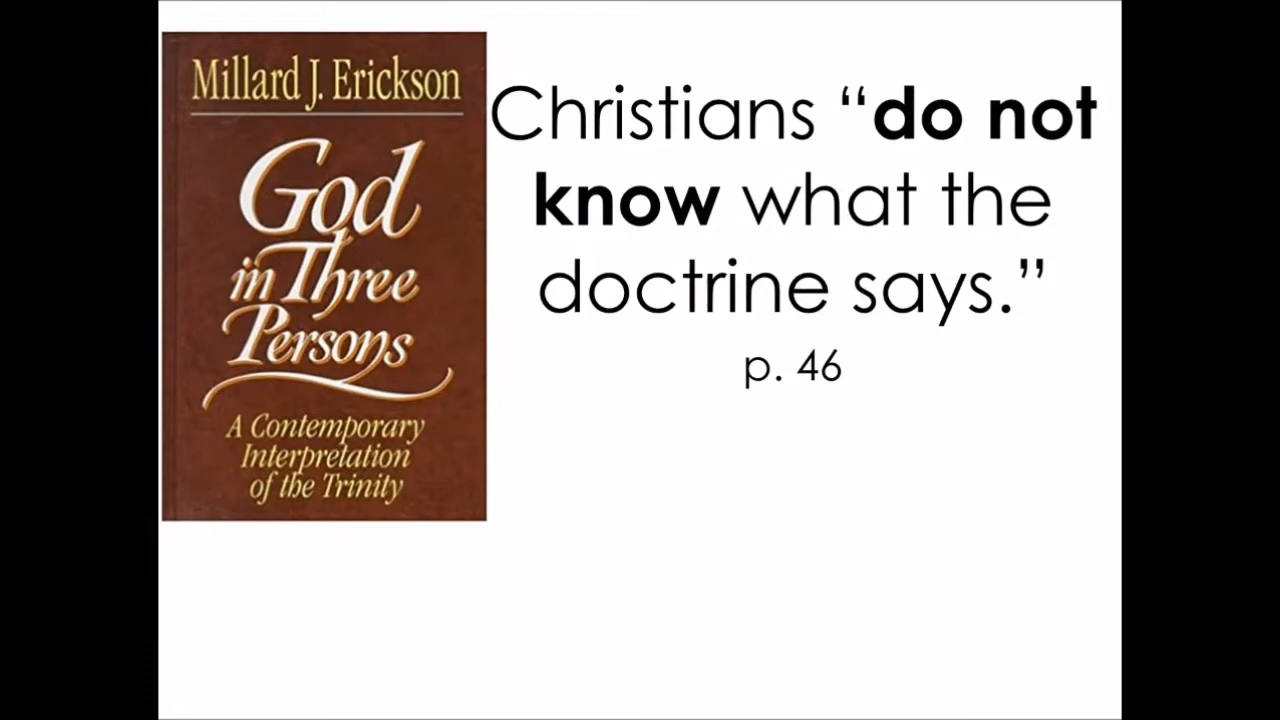 Millard J. Erickson
God
in Three
Persons
A Contemporary
Interpretation
of the Trinity
Christians “do not
know what the
doctrine says.”
p. 46